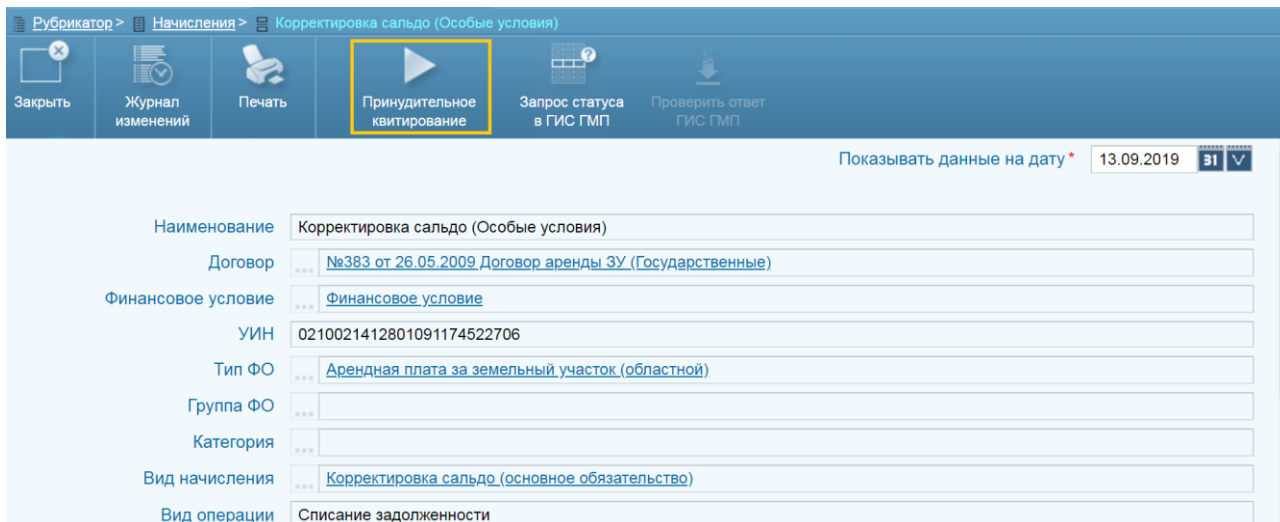 Рубрикатор > Начисления > Корректировка сальдо (Особые условия)
Закрыть
Журнал изменений
Печать
Принудительное квитирование
Запрос статуса в ГИС ГМП
Проверить ответ ГИС ГМП
Показывать данные на дату * 13.09.2019 31
Наименование Корректировка сальдо (Особые условия)
Договор ... №383 от 26.05.2009 Договор аренды ЗУ (Государственные)
Финансовое условие ... Финансовое условие
УИН 0210021412801091174522706
Тип ФО ... Арендная плата за земельный участок (областной)
Группа ФО ...
Категория ...
Вид начисления ... Корректировка сальдо (основное обязательство)
Вид операции Списание задолженности